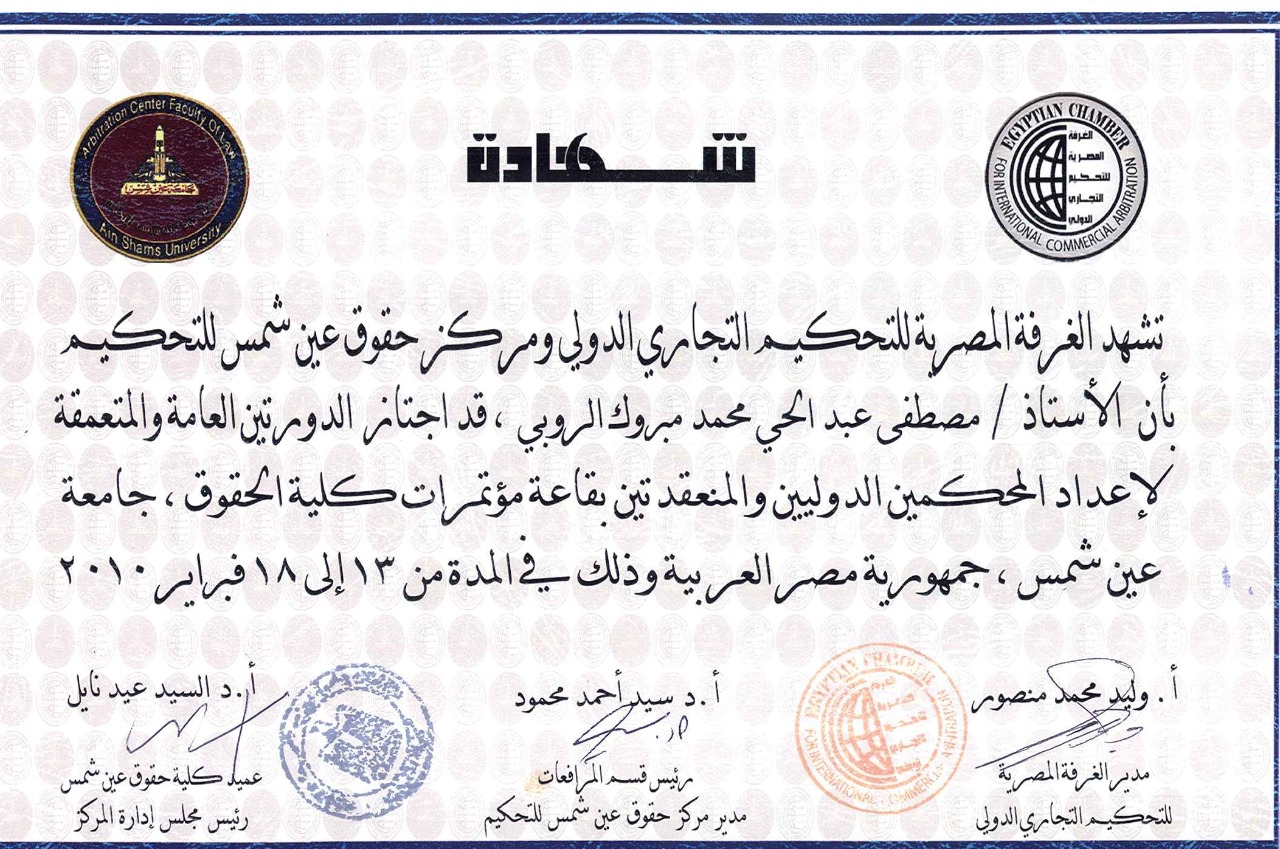 شهادة
Arbitration Center Faculty Of Law
Ain Shams University
EGYPTIAN CHAMBER
FOR INTERNATIONAL COMMERCIAL ARBITRATION
الغرفة
المصرية
للتحكيم
التجاري
الدولي
تشهد الغرفة المصرية للتحكيم التجاري الدولي ومركز حقوق عين شمس للتحكيم
بأن الأستاذ / مصطفى عبد الحي محمد مبروك الروبي ، قد اجتاز الدورتين العامة والمتعمقة
لإعداد المحكمين الدوليين والمنعقدتين بقاعة مؤتمرات كلية الحقوق ، جامعة
عين شمس ، جمهورية مصر العربية وذلك في المدة من ١٣ إلى ١٨ فبراير ٢٠١٠
أ . وليد محمد منصور
مدير الغرفة المصرية
للتحكيم التجاري الدولي
أ . د سيد أحمد محمود
رئيس قسم المرافعات
مدير مركز حقوق عين شمس للتحكيم
أ . د السيد عيد نايل
عميد كلية حقوق عين شمس
رئيس مجلس إدارة المركز
EGYPTIAN CHAMBER
FOR INTERNATIONAL COMMERCIAL